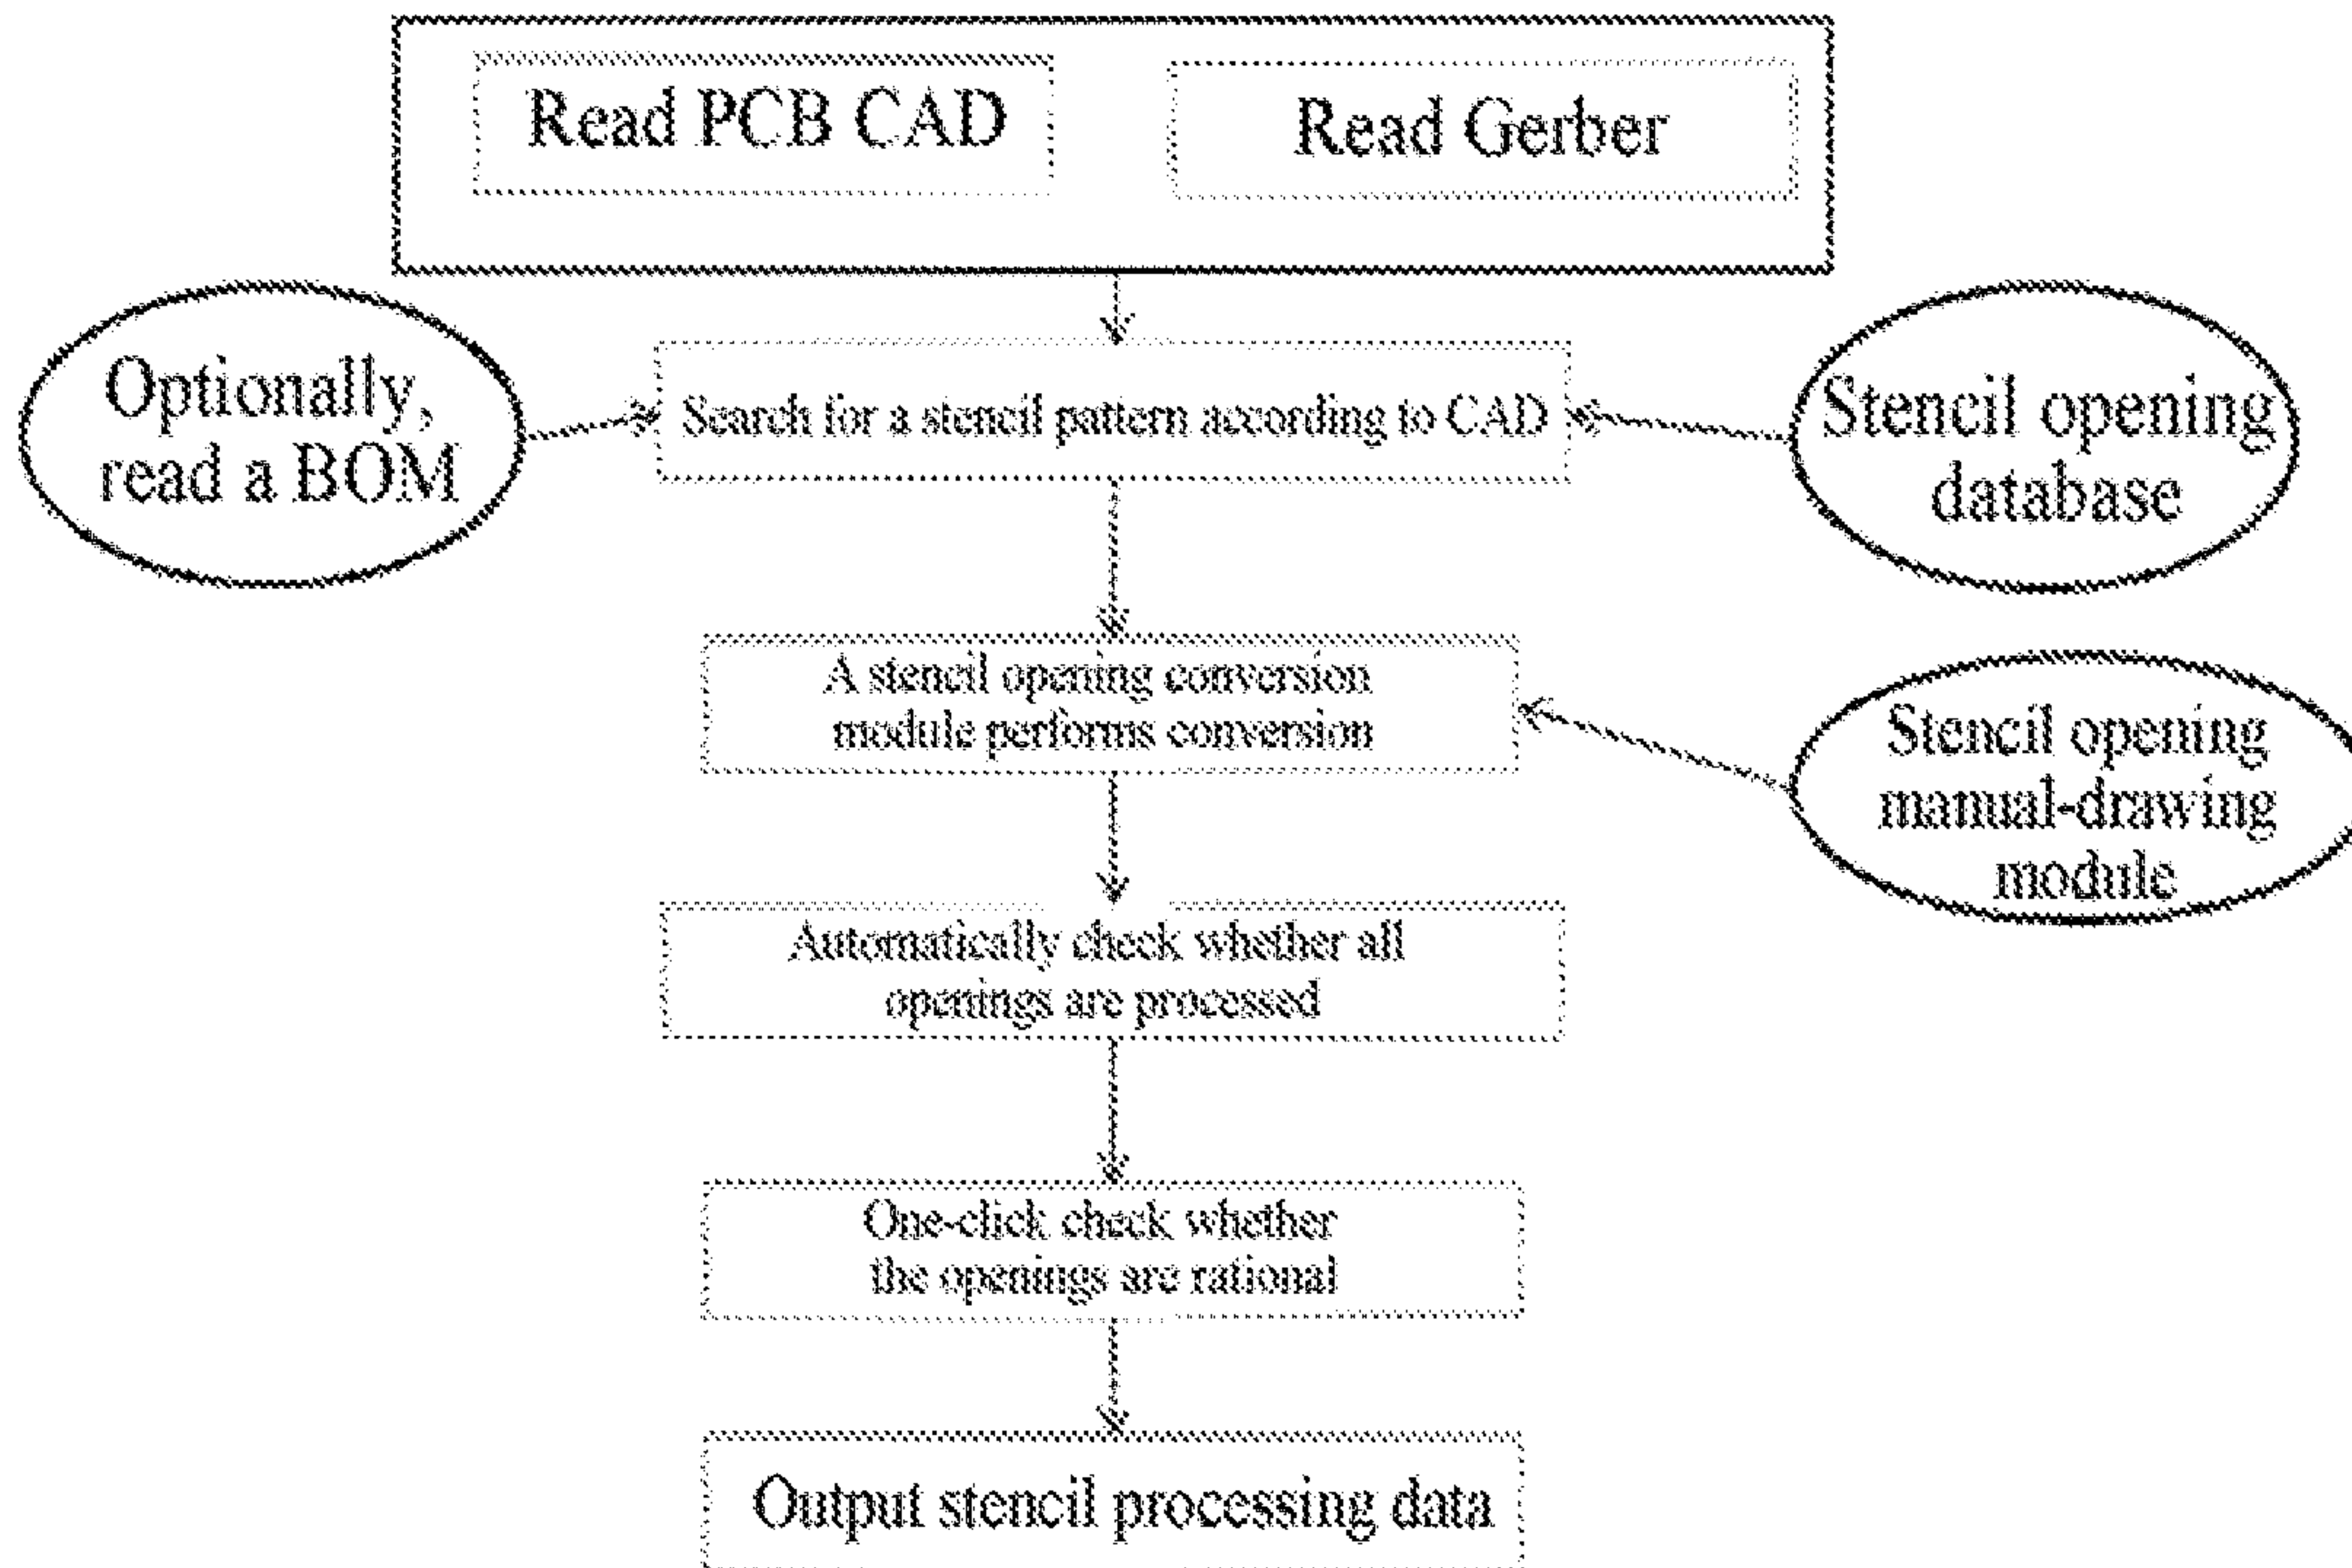 Read PCB CAD
Read Gerber
Optionally,
read a BOM
Search for a stencil pattern according to CAD
Stencil opening
database
A stencil opening conversion
module performs conversion
Stencil opening
manual-drawing
module
Automatically check whether all
openings are processed
One-click check whether
the openings are rational
Output stencil processing data